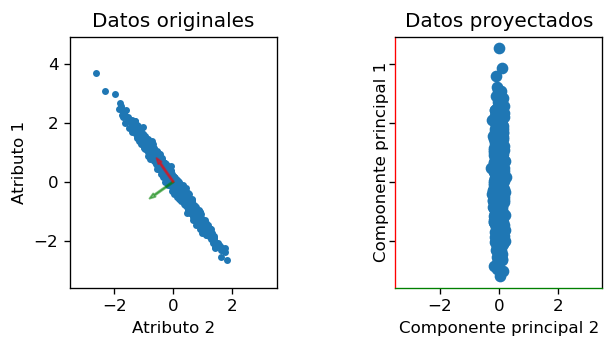 Datos originales
Atributo 1
4
2
0
−2
−2
0
2
Atributo 2
Datos proyectados
Componente principal 1
−2
0
2
Componente principal 2